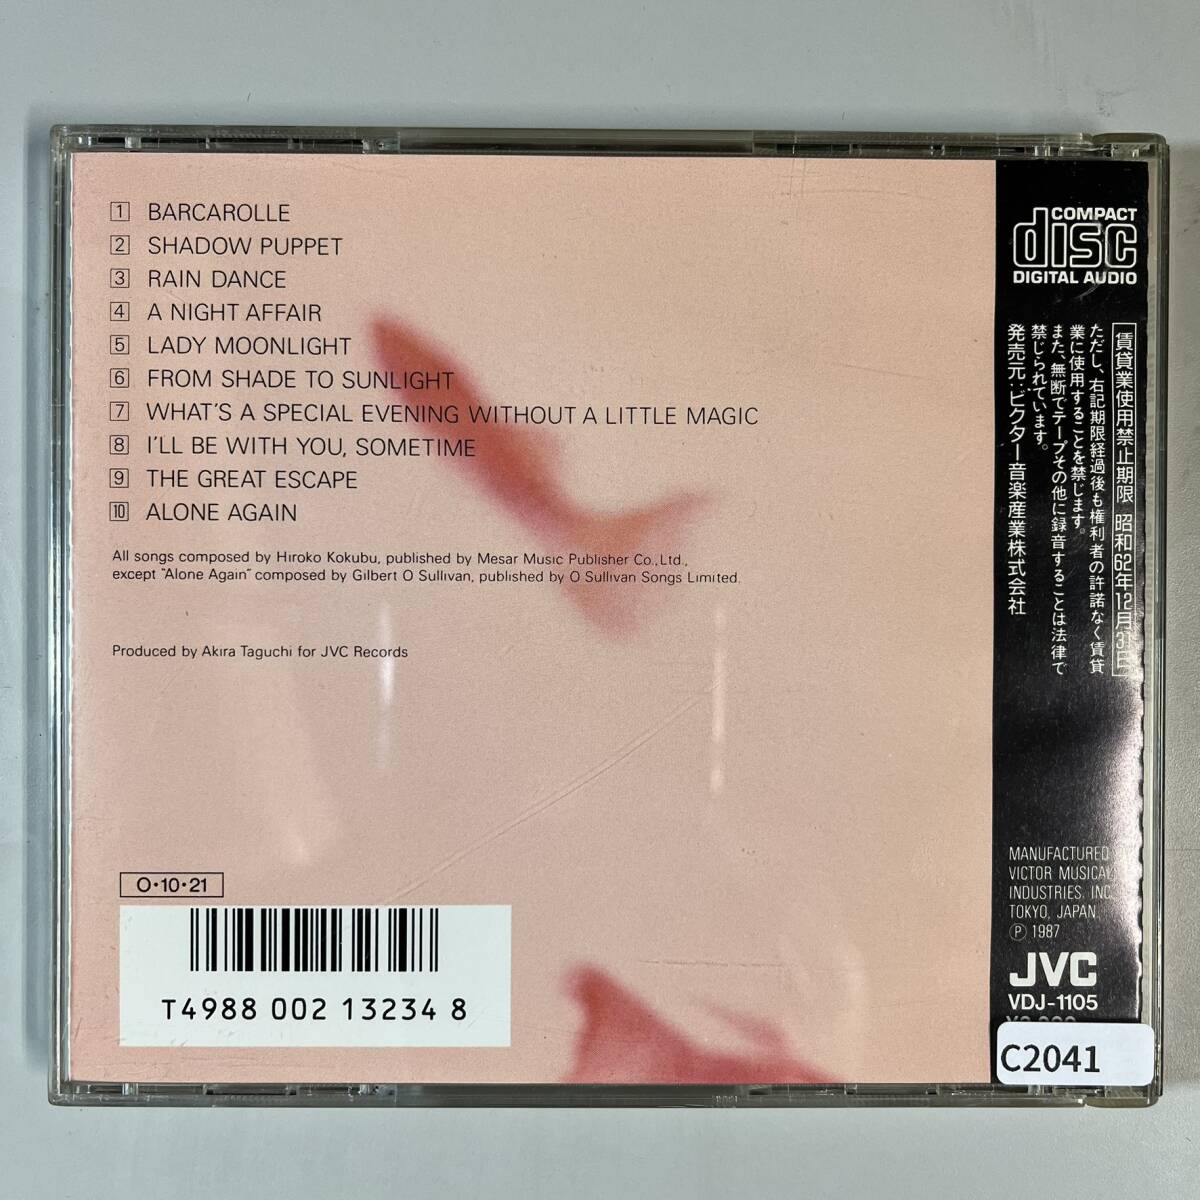 1 BARCAROLLE
2 SHADOW PUPPET
3 RAIN DANCE
4 A NIGHT AFFAIR
5 LADY MOONLIGHT
6 FROM SHADE TO SUNLIGHT
7 WHAT'S A SPECIAL EVENING WITHOUT A LITTLE MAGIC
8 I'LL BE WITH YOU, SOMETIME
9 THE GREAT ESCAPE
10 ALONE AGAIN
All songs composed by Hiroko Kokubu, published by Mesar Music Publisher Co., Ltd.,
except "Alone Again" composed by Gilbert O Sullivan, published by O Sullivan Songs Limited.
Produced by Akira Taguchi for JVC Records
O・10・21
T4988 002 13234 8
COMPACT
disc
DIGITAL AUDIO
賃貸業使用禁止期限 昭和62年12月31日
ただし、右記期限経過後も権利者の許諾なく賃貸
業に使用することを禁じます。
また、無断でテープその他に録音することは法律で
禁じられています。
発売元:ビクター音楽産業株式会社
MANUFACTURED
VICTOR MUSICAL
INDUSTRIES, INC.
TOKYO, JAPAN
Ⓟ 1987
JVC
VDJ-1105
C2041